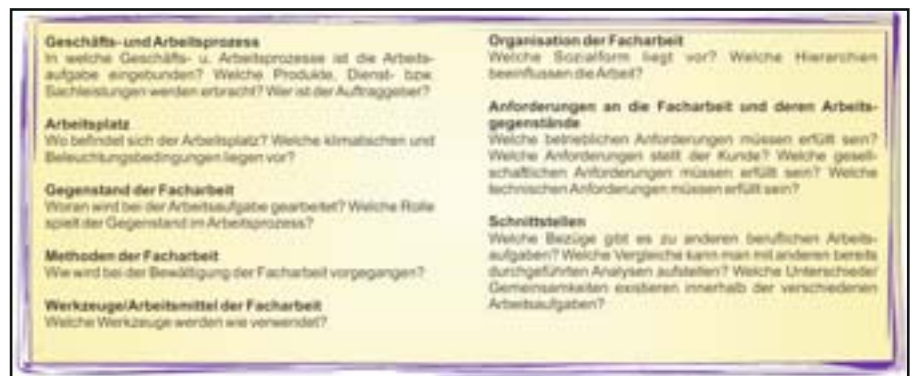 Geschäfts- und Arbeitsprozess
In welche Geschäfts- u. Arbeitsprozesse ist die Arbeits-
aufgabe eingebunden? Welche Produkte, Dienst- bzw.
Sachleistungen werden erbracht? Wer ist der Auftraggeber?
Arbeitsplatz
Wo befindet sich der Arbeitsplatz? Welche klimatischen und
Beleuchtungsbedingungen liegen vor?
Gegenstand der Facharbeit
Woran wird bei der Arbeitsaufgabe gearbeitet? Welche Rolle
spielt der Gegenstand im Arbeitsprozess?
Methoden der Facharbeit
Wie wird bei der Bewältigung der Facharbeit vorgegangen?
Werkzeuge/Arbeitsmittel der Facharbeit
Welche Werkzeuge werden wie verwendet?
Organisation der Facharbeit
Welche Sozialform liegt vor? Welche Hierarchien
beeinflussen die Arbeit?
Anforderungen an die Facharbeit und deren Arbeits-
gegenstände
Welche betrieblichen Anforderungen müssen erfüllt sein?
Welche Anforderungen stellt der Kunde? Welche gesell-
schaftlichen Anforderungen müssen erfüllt sein? Welche
technischen Anforderungen müssen erfüllt sein?
Schnittstellen
Welche Bezüge gibt es zu anderen beruflichen Arbeits-
aufgaben? Welche Vergleiche kann man mit anderen bereits
durchgeführten Analysen aufstellen? Welche Unterschiede/
Gemeinsamkeiten existieren innerhalb der verschiedenen
Arbeitsaufgaben?